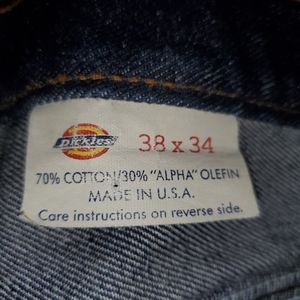 Dickies
38 x 34
70% COTTON/30% "ALPHA" OLEFIN
MADE IN U.S.A.
Care instructions on reverse side.